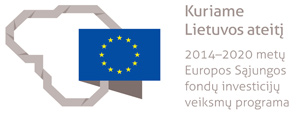 Kuriame
Lietuvos ateitį
2014–2020 metų
Europos Sąjungos
fondų investicijų
veiksmų programa